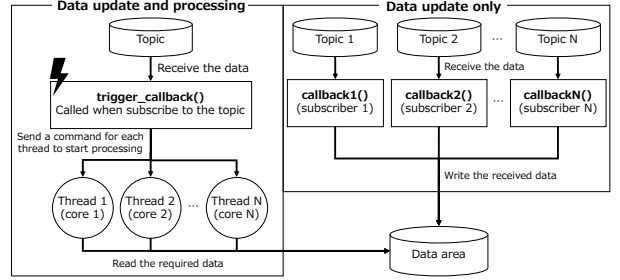 Data update and processing
Topic
Receive the data
trigger_callback()
Called when subscribe to the topic
Send a command for each
thread to start processing
Thread 1
(core 1)
Thread 2
(core 2)
...
Thread N
(core N)
Read the required data
Data update only
Topic 1
Topic 2
...
Topic N
Receive the data
callback1()
(subscriber 1)
callback2()
(subscriber 2)
...
callbackN()
(subscriber N)
Write the received data
Data area